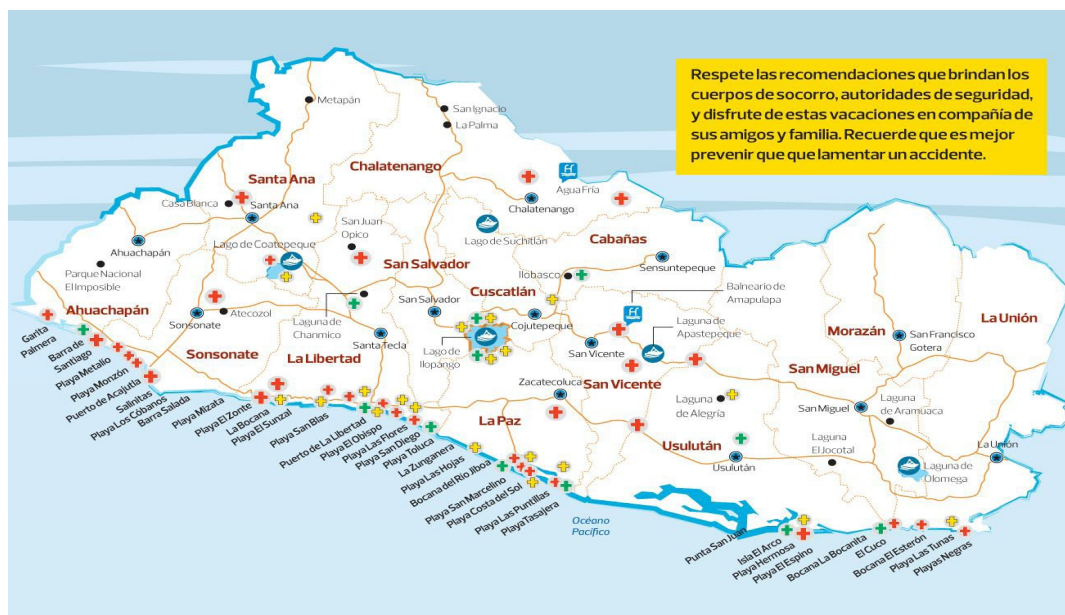 Respete las recomendaciones que brindan los
cuerpos de socorro, autoridades de seguridad,
y disfrute de estas vacaciones en compañía de
sus amigos y familia. Recuerde que es mejor
prevenir que que lamentar un accidente.
Metapán
San Ignacio
La Palma
Chalatenango
Santa Ana
Agua Fría
Casa Blanca
Santa Ana
Chalatenango
San Juan
Opico
Lago de Suchitlán
Ahuachapán
Lago de Coatepeque
Cabañas
Parque Nacional
El Imposible
San Salvador
Ilobasco
Sensuntepeque
Cuscatlán
Balneario de
Amapulapa
San Salvador
Ahuachapán
Sonsonate
Atecozol
Laguna de
Chanmico
Cojutepeque
Laguna de
Apastepeque
Morazán
San Francisco
Gotera
La Unión
Santa Tecla
Lago de
Ilopango
San Vicente
Sonsonate
La Libertad
San Miguel
Zacatecoluca
San Vicente
Laguna
de Alegría
San Miguel
Laguna
de Aramuaca
La Paz
Usulután
Laguna
El Jocotal
La Unión
Usulután
Laguna de
Olomega
Garita
Palmera
Barra de
Santiago
Playa Metalío
Playa Monzón
Puerto de Acajutla
Salinitas
Playa Los Cóbanos
Barra Salada
Playa Mizata
Playa El Zonte
La Bocana
Playa El Sunzal
Playa San Blas
Puerto de La Libertad
Playa El Obispo
Playa Las Flores
Playa San Diego
Playa Toluca
La Zunganera
Playa Las Hojas
Bocana del Río Jiboa
Playa San Marcelino
Playa Costa del Sol
Playa Las Puntillas
Playa Tasajera
Océano
Pacífico
Punta San Juan
Isla El Arco
Playa Hermosa
Playa El Espino
Bocana La Bocanita
El Cuco
Bocana El Esterón
Playa Las Tunas
Playas Negras